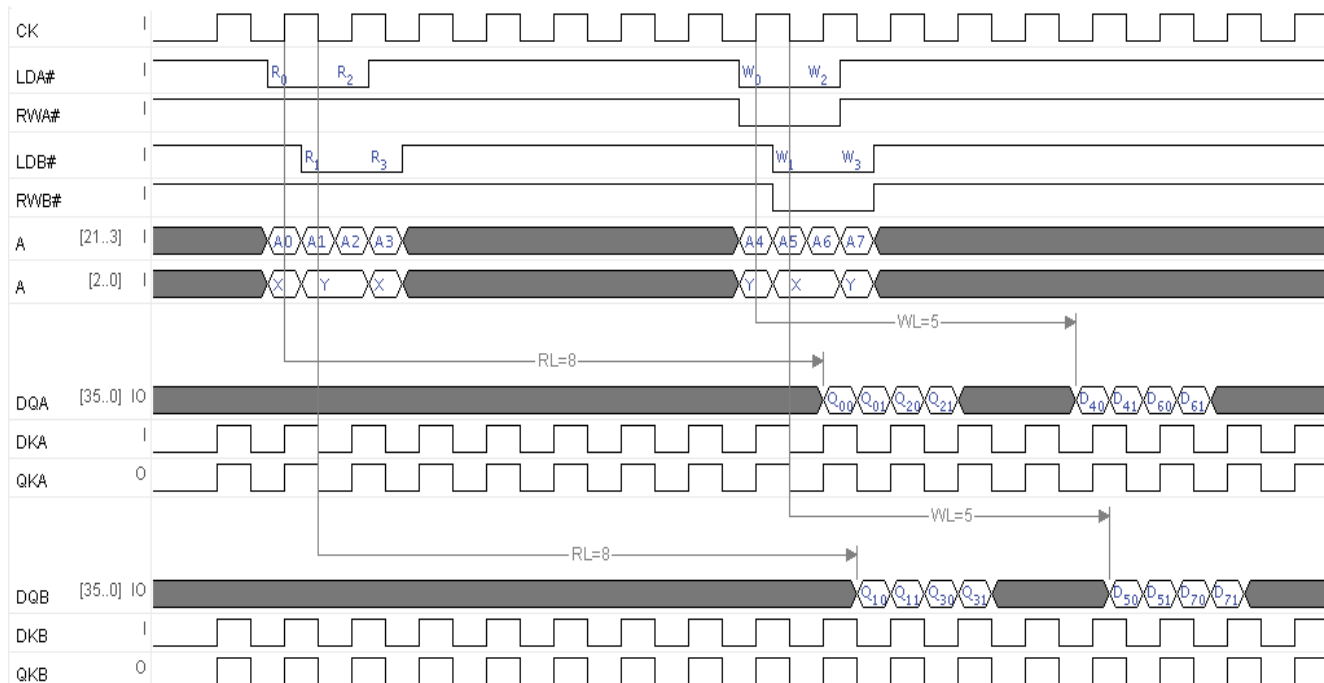 CK I
LDA# I R0 R2 W0 W2
RWA# I
LDB# I R1 R3 W1 W3
RWB# I
A [21..3] I A0 A1 A2 A3 A4 A5 A6 A7
A [2..0] I X Y X Y X Y
WL=5
RL=8
DQA [35..0] IO Q00 Q01 Q20 Q21 D40 D41 D60 D61
DKA I
QKA O
WL=5
RL=8
DQB [35..0] IO Q10 Q11 Q30 Q31 D50 D51 D70 D71
DKB I
QKB O